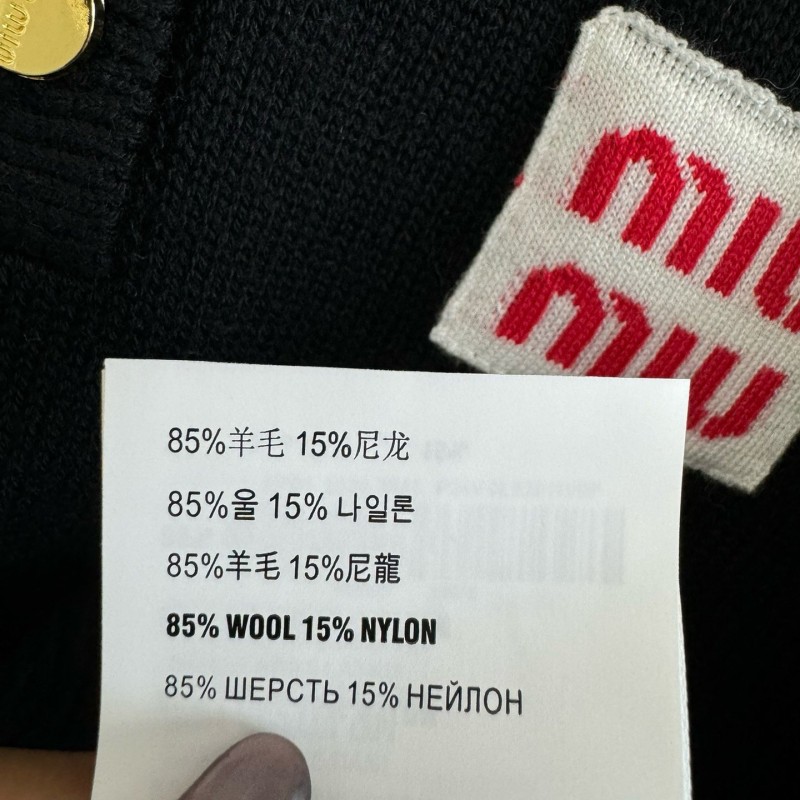 miu
miu
85%羊毛 15%尼龙
85%울 15% 나일론
85%羊毛 15%尼龍
85% WOOL 15% NYLON
85% ШЕРСТЬ 15% НЕЙЛОН